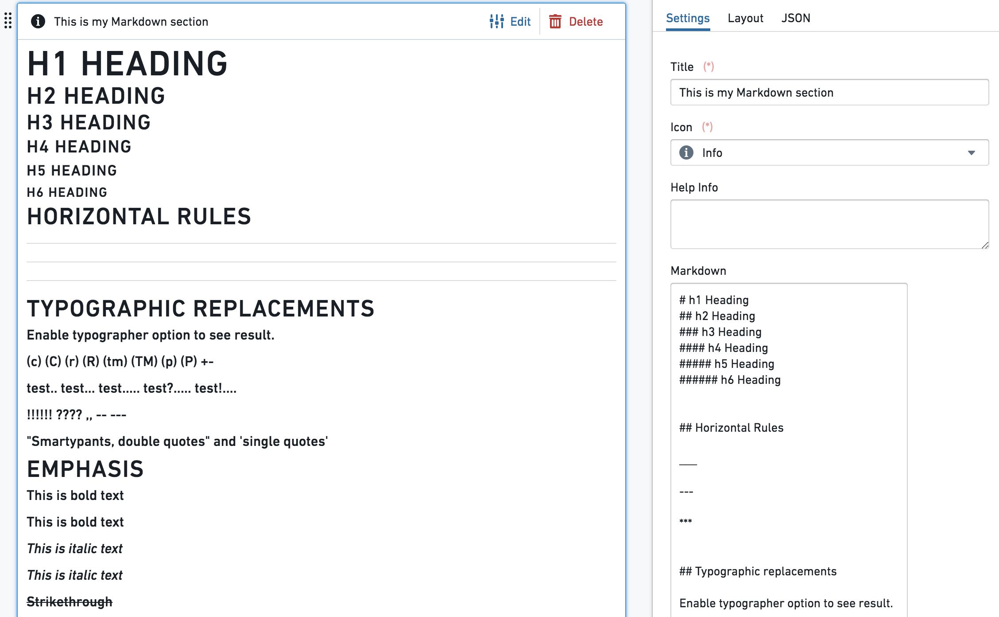 This is my Markdown section
Edit
Delete
H1 HEADING
H2 HEADING
H3 HEADING
H4 HEADING
H5 HEADING
H6 HEADING
HORIZONTAL RULES
TYPOGRAPHIC REPLACEMENTS
Enable typographer option to see result.
(c) (C) (r) (R) (tm) (TM) (p) (P) +-
test.. test... test..... test?..... test!....
!!!!!! ???? ,, -- ---
"Smartypants, double quotes" and 'single quotes'
EMPHASIS
This is bold text
This is bold text
This is italic text
This is italic text
Strikethrough
Settings
Layout
JSON
Title (*)
This is my Markdown section
Icon (*)
Info
Help Info
Markdown
# h1 Heading
## h2 Heading
### h3 Heading
#### h4 Heading
##### h5 Heading
###### h6 Heading
## Horizontal Rules
___
---
***
## Typographic replacements
Enable typographer option to see result.